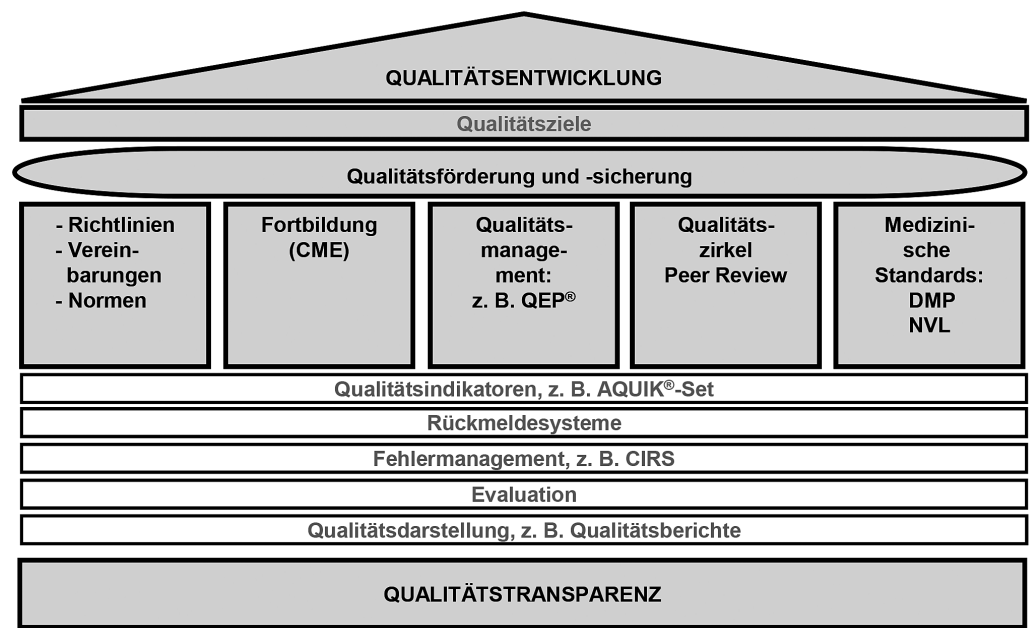 QUALITÄTSENTWICKLUNG
Qualitätsziele
Qualitätsförderung und -sicherung
- Richtlinien
- Verein-
barungen
- Normen
Fortbildung
(CME)
Qualitäts-
manage-
ment:
z. B. QEP®
Qualitäts-
zirkel
Peer Review
Medizini-
sche
Standards:
DMP
NVL
Qualitätsindikatoren, z. B. AQUIK®-Set
Rückmeldesysteme
Fehlermanagement, z. B. CIRS
Evaluation
Qualitätsdarstellung, z. B. Qualitätsberichte
QUALITÄTSTRANSPARENZ